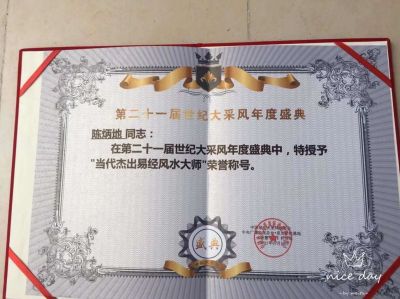 第二十一届世纪大采风年度盛典
陈炳地 同志：
在第二十一届世纪大采风年度盛典中，特授予
"当代杰出易经风水大师"荣誉称号。
盛典
nice day